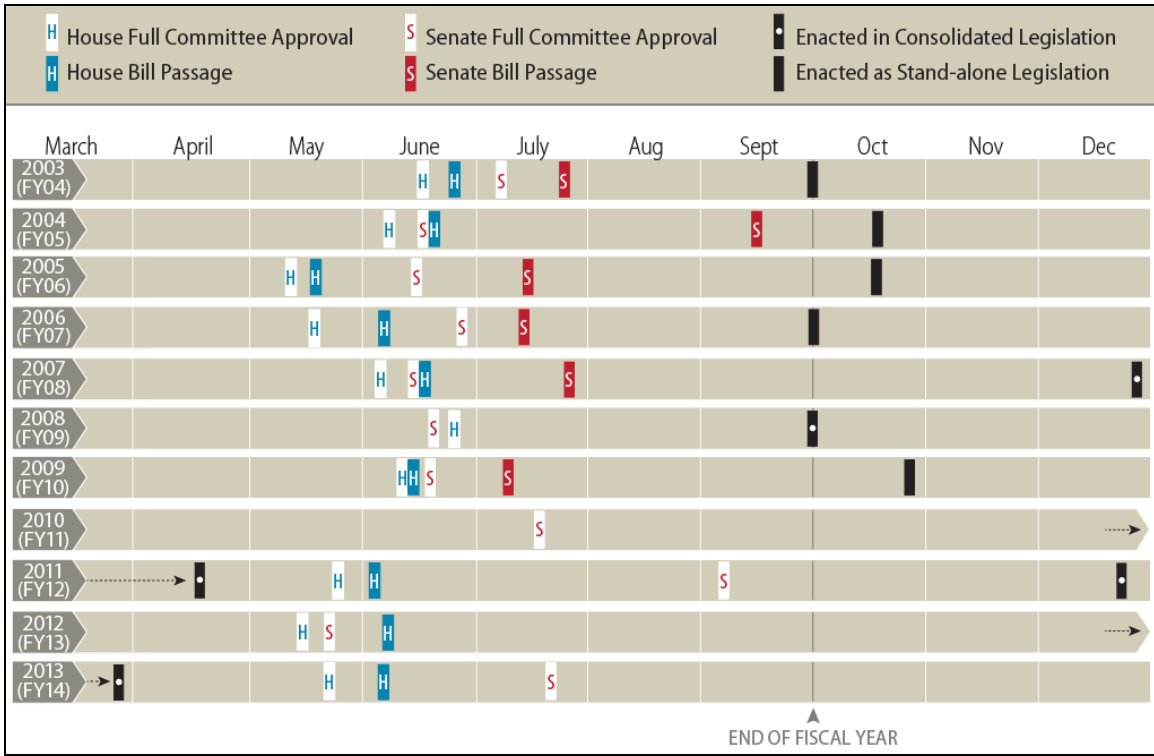 H House Full Committee Approval S Senate Full Committee Approval Enacted in Consolidated Legislation
H House Bill Passage S Senate Bill Passage Enacted as Stand-alone Legislation
March April May June July Aug Sept Oct Nov Dec
2003
(FY04) H H S S
2004
(FY05) H S H S
2005
(FY06) H H S S
2006
(FY07) H H S S
2007
(FY08) H S H S
2008
(FY09) S H
2009
(FY10) H H S S
2010
(FY11) S
2011
(FY12) H H S
2012
(FY13) H S H
2013
(FY14) H H S
END OF FISCAL YEAR